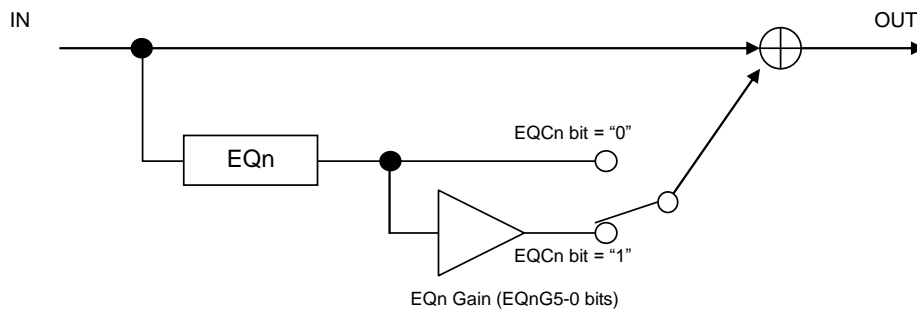 IN
OUT
EQCn bit = “0”
EQn
EQCn bit = “1”
EQn Gain (EQnG5-0 bits)